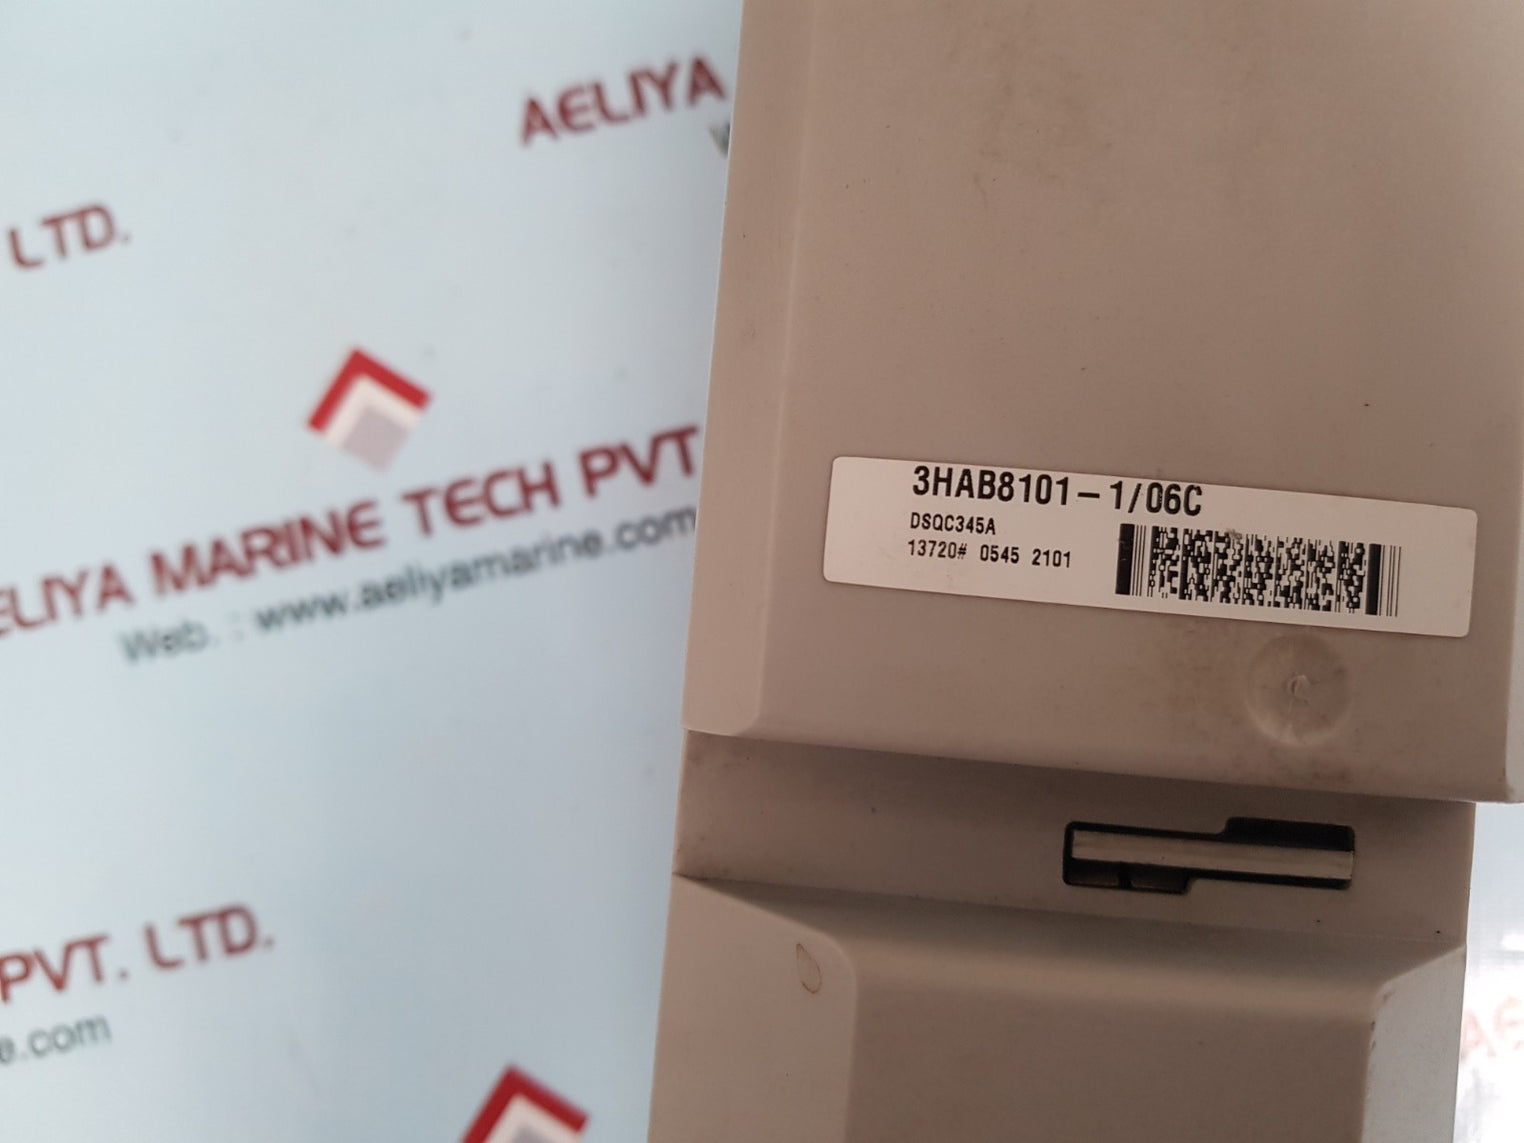 AELIYA
LTD.
AELIYA MARINE TECH PVT
Web. : www.aeliyamarine.com
3HAB8101-1/06C
DSQC345A
13720# 0545 2101
PVT. LTD.
e.com